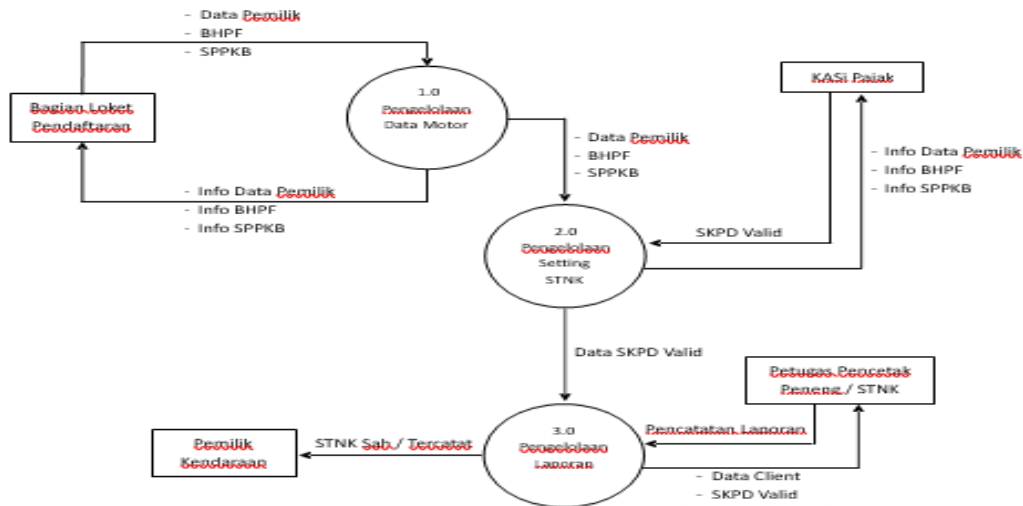 - Data Pemilik
- BHPF
- SPPKB
Bagian Loket
Pendaftaran
1.0
Pengelolaan
Data Motor
KASi Pajak
- Data Pemilik
- BHPF
- SPPKB
- Info Data Pemilik
- Info BHPF
- Info SPPKB
- Info Data Pemilik
- Info BHPF
- Info SPPKB
2.0
Pengelolaan
Setting
STNK
SKPD Valid
Data SKPD Valid
Petugas Pencetak
Peneng / STNK
3.0
Pengelolaan
Laporan
Pencatatan Laporan
Pemilik
Kendaraan
STNK Sah / Tercatat
- Data Client
- SKPD Valid